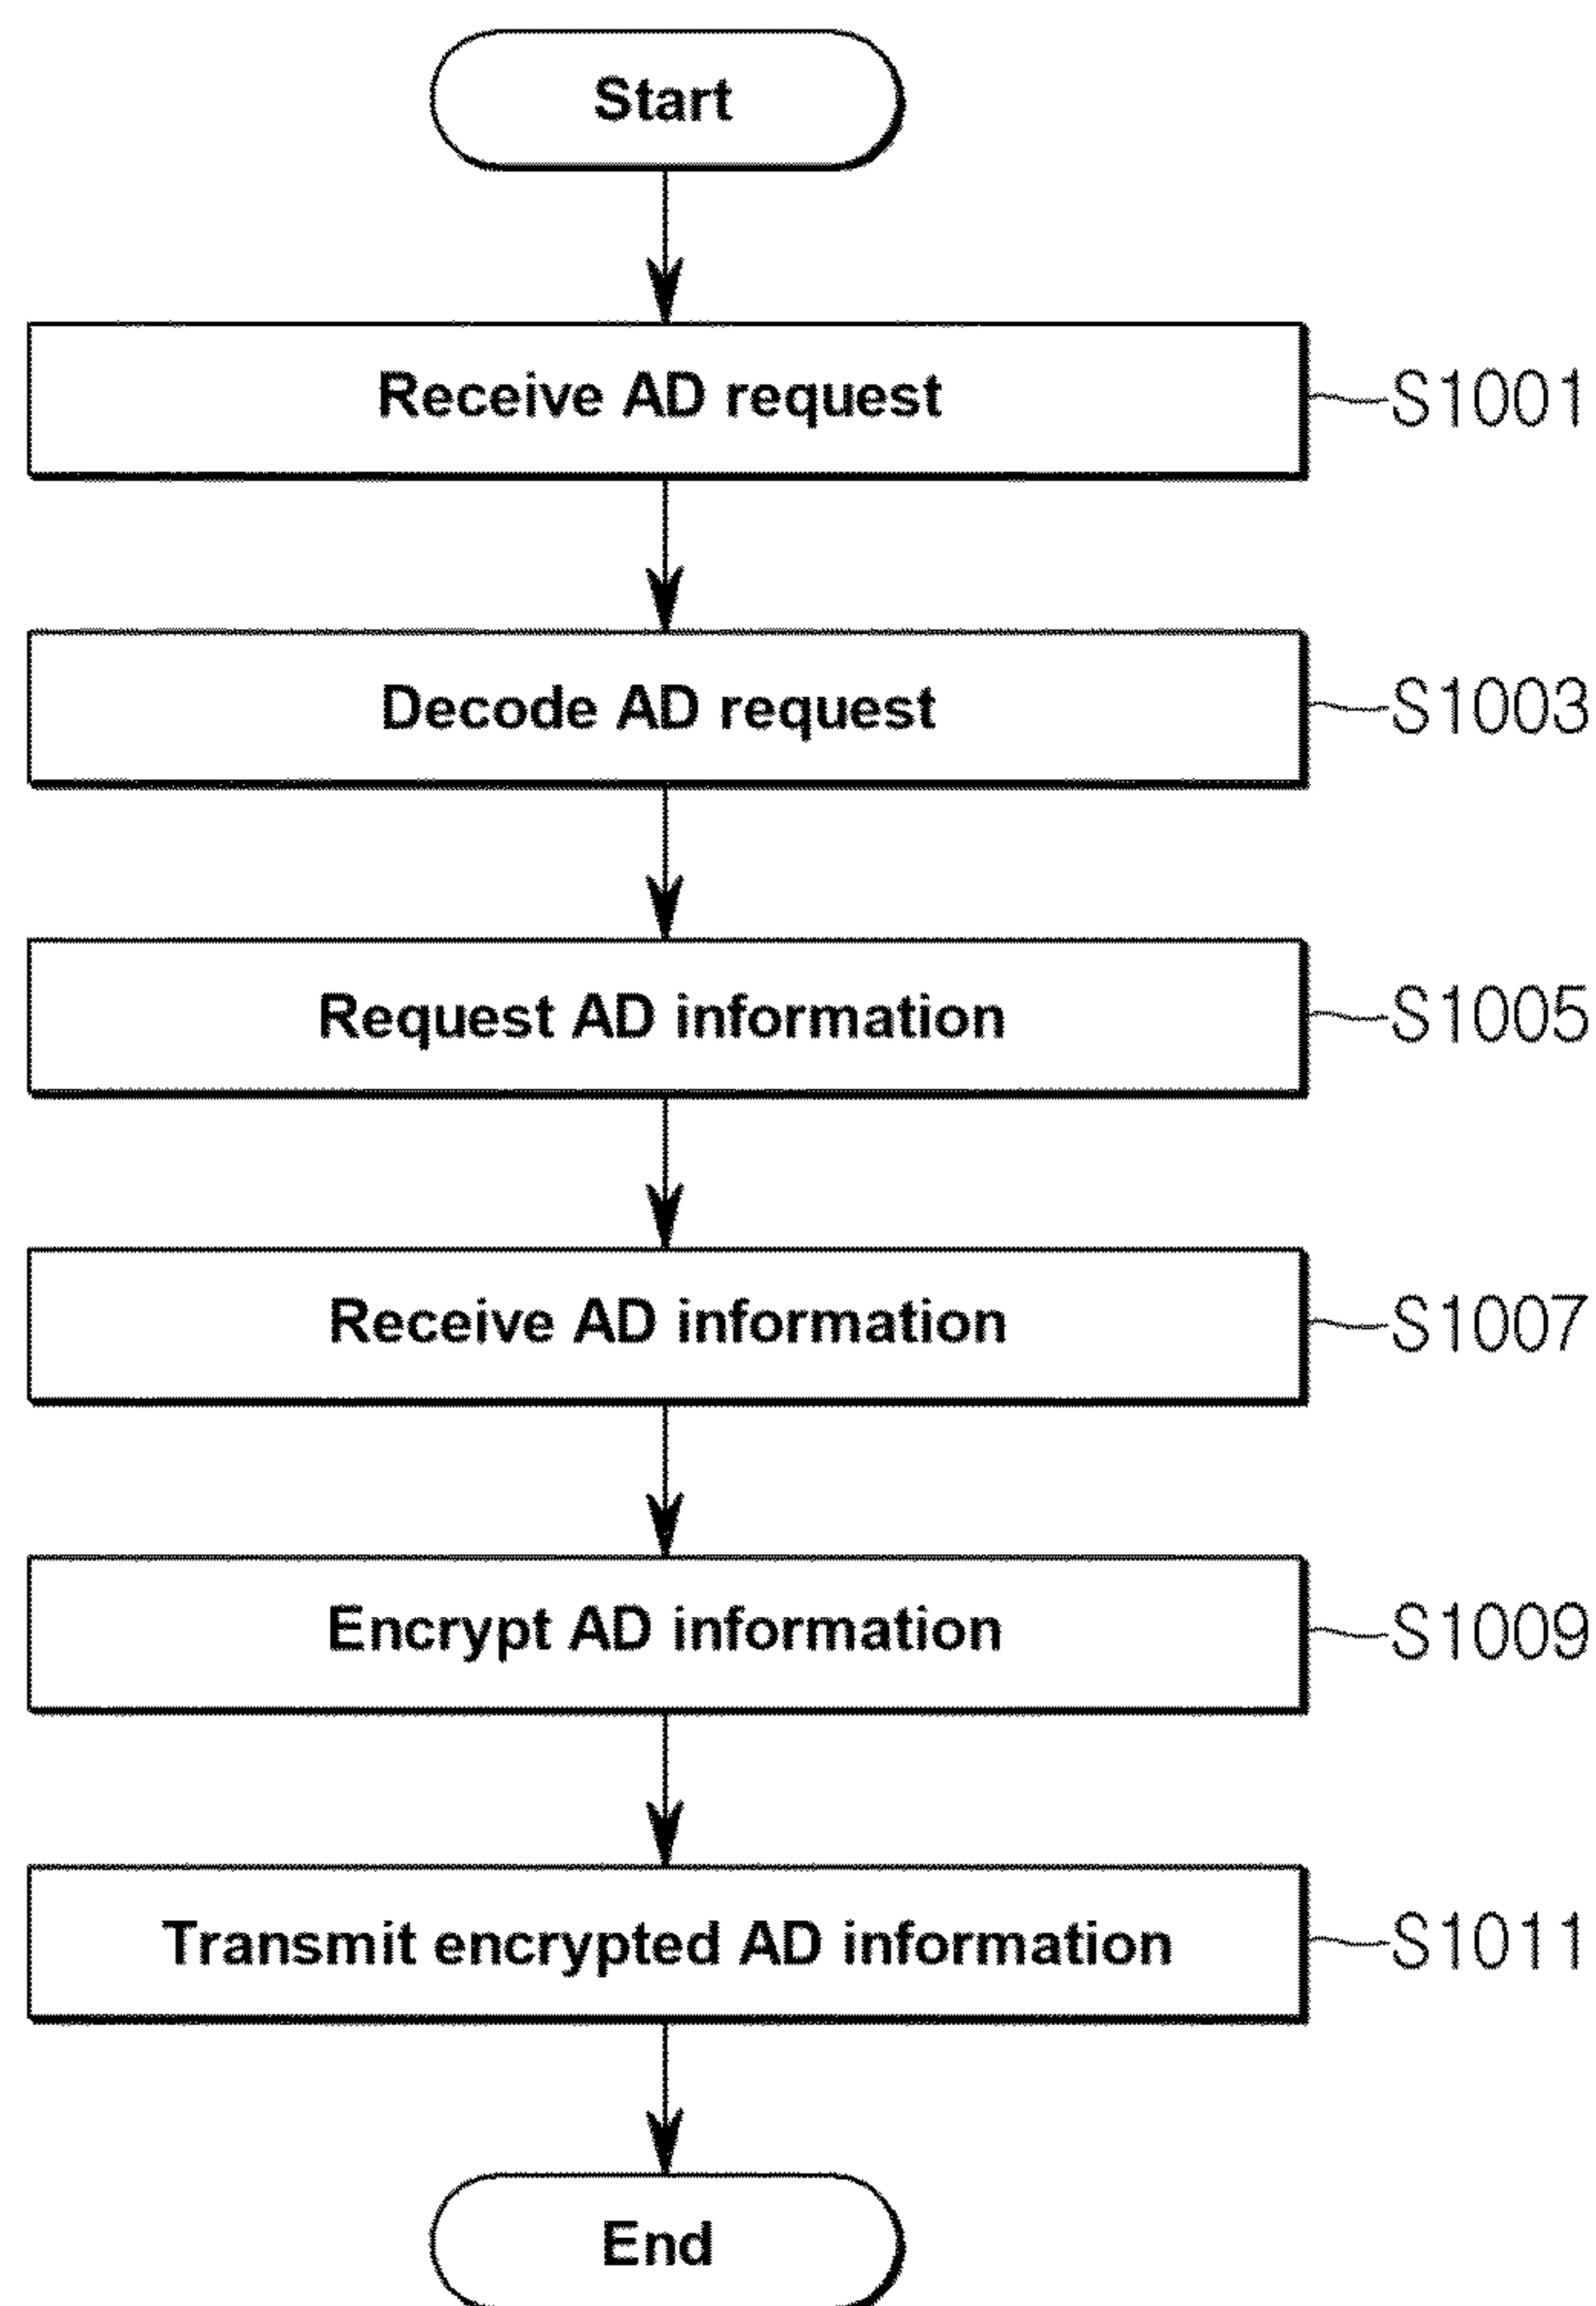 Start
Receive AD request
S1001
Decode AD request
S1003
Request AD information
S1005
Receive AD information
S1007
Encrypt AD information
S1009
Transmit encrypted AD information
S1011
End